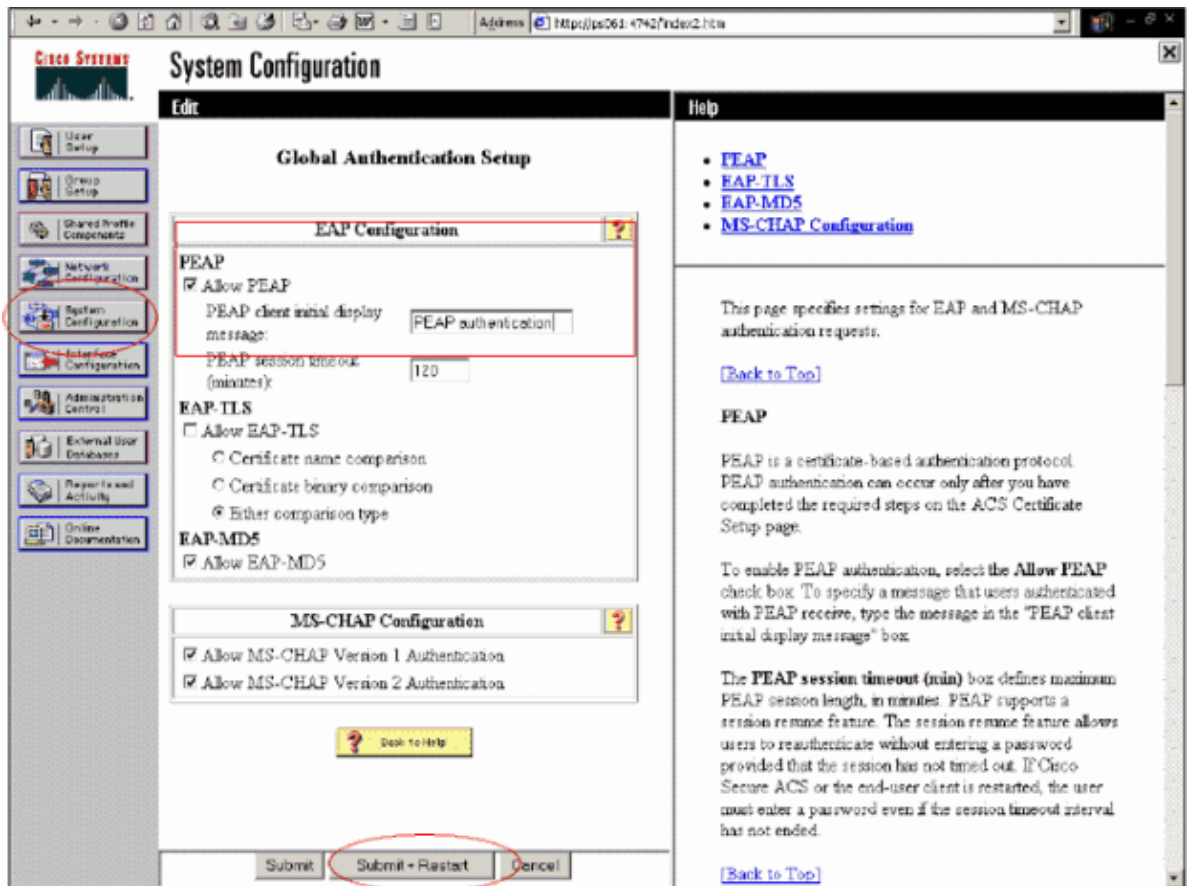 Address http://ps061:4742/index2.htm
CISCO SYSTEMS
System Configuration
User
Setup
Group
Setup
Shared Profile
Components
Network
Configuration
System
Configuration
Interface
Configuration
Administration
Control
External User
Databases
Reports and
Activity
Online
Documentation
Edit
Global Authentication Setup
EAP Configuration
PEAP
Allow PEAP
PEAP client initial display
message:
PEAP authentication
PEAP session timeout
(minutes):
120
EAP-TLS
Allow EAP-TLS
Certificate name comparison
Certificate binary comparison
Either comparison type
EAP-MD5
Allow EAP-MD5
MS-CHAP Configuration
Allow MS-CHAP Version 1 Authentication
Allow MS-CHAP Version 2 Authentication
Back to Help
Submit
Submit + Restart
Cancel
Help
PEAP
EAP-TLS
EAP-MD5
MS-CHAP Configuration
This page specifies settings for EAP and MS-CHAP
authentication requests.
[Back to Top]
PEAP
PEAP is a certificate-based authentication protocol.
PEAP authentication can occur only after you have
completed the required steps on the ACS Certificate
Setup page.
To enable PEAP authentication, select the Allow PEAP
check box. To specify a message that users authenticated
with PEAP receive, type the message in the "PEAP client
initial display message" box.
The PEAP session timeout (min) box defines maximum
PEAP session length, in minutes. PEAP supports a
session resume feature. The session resume feature allows
users to reauthenticate without entering a password
provided that the session has not timed out. If Cisco
Secure ACS or the end-user client is restarted, the user
must enter a password even if the session timeout interval
has not ended.
[Back to Top]